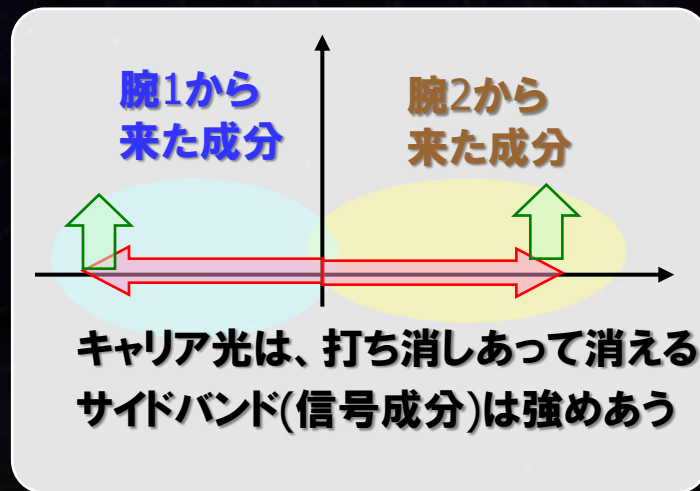 腕1から
来た成分
腕2から
来た成分
キャリア光は、打ち消しあって消える
サイドバンド(信号成分)は強めあう